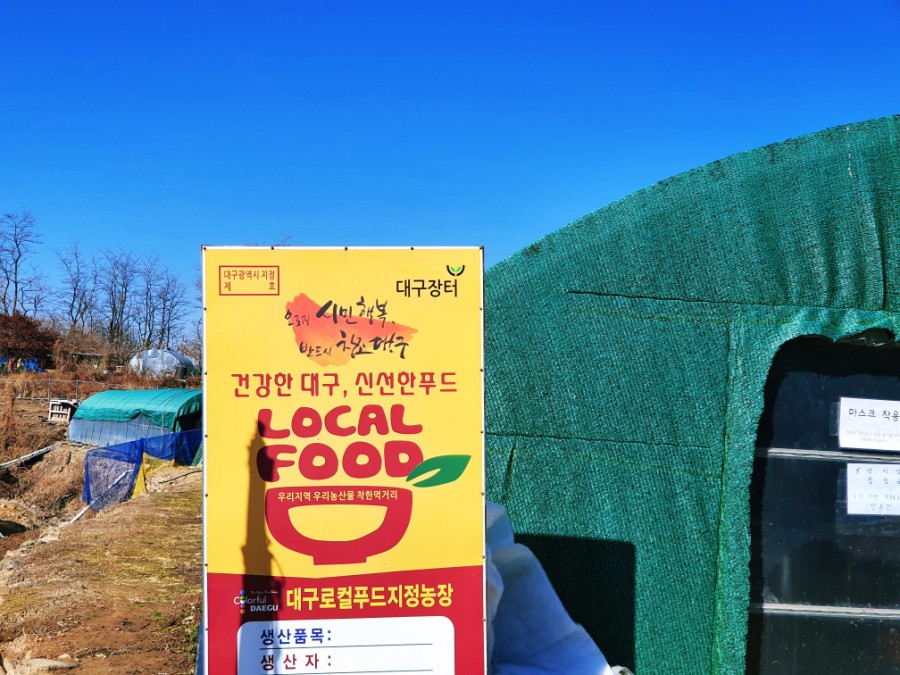 대구광역시 지정
제 호
대구장터
오로지 시민행복,
반드시 창조대구
건강한 대구, 신선한푸드
LOCAL
FOOD
우리지역 우리농산물 착한먹거리
Colorful
DAEGU
대구로컬푸드지정농장
생산품목:
생 산 자 :
마스크 착용